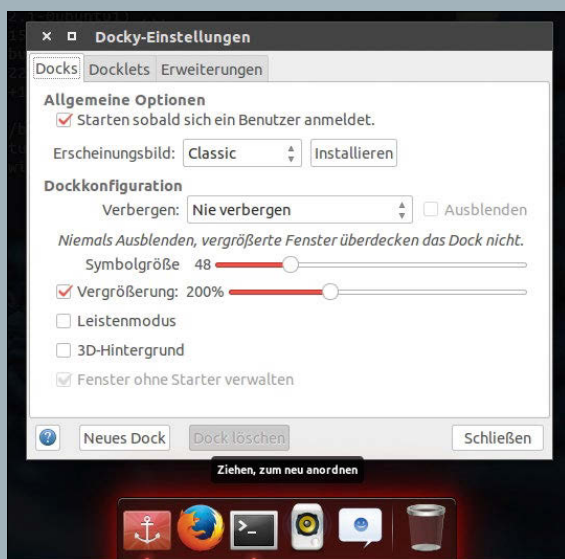 Docky-Einstellungen
Docks Docklets Erweiterungen
Allgemeine Optionen
Starten sobald sich ein Benutzer anmeldet.
Erscheinungsbild: Classic Installieren
Dockkonfiguration
Verbergen: Nie verbergen Ausblenden
Niemals Ausblenden, vergrößerte Fenster überdecken das Dock nicht.
Symbolgröße 48
Vergrößerung: 200%
Leistenmodus
3D-Hintergrund
Fenster ohne Starter verwalten
? Neues Dock Dock löschen Schließen
Ziehen, zum neu anordnen
>_